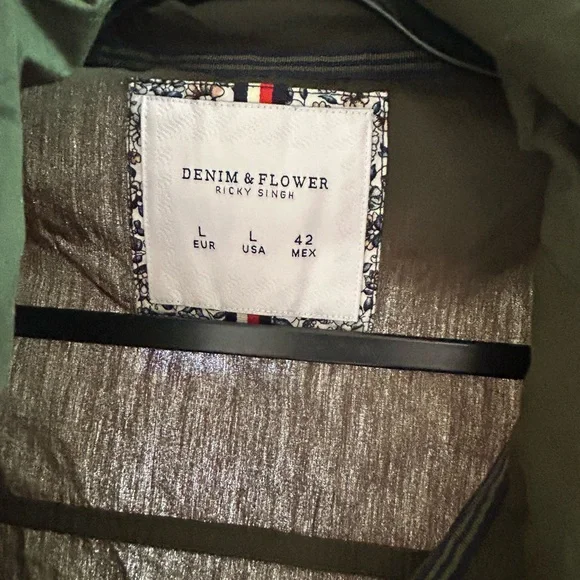 DENIM & FLOWER
RICKY SINGH
L L 42
EUR USA MEX